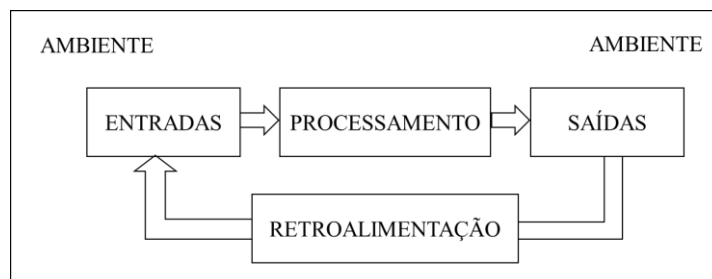 AMBIENTE
AMBIENTE
ENTRADAS
PROCESSAMENTO
SAÍDAS
RETROALIMENTAÇÃO